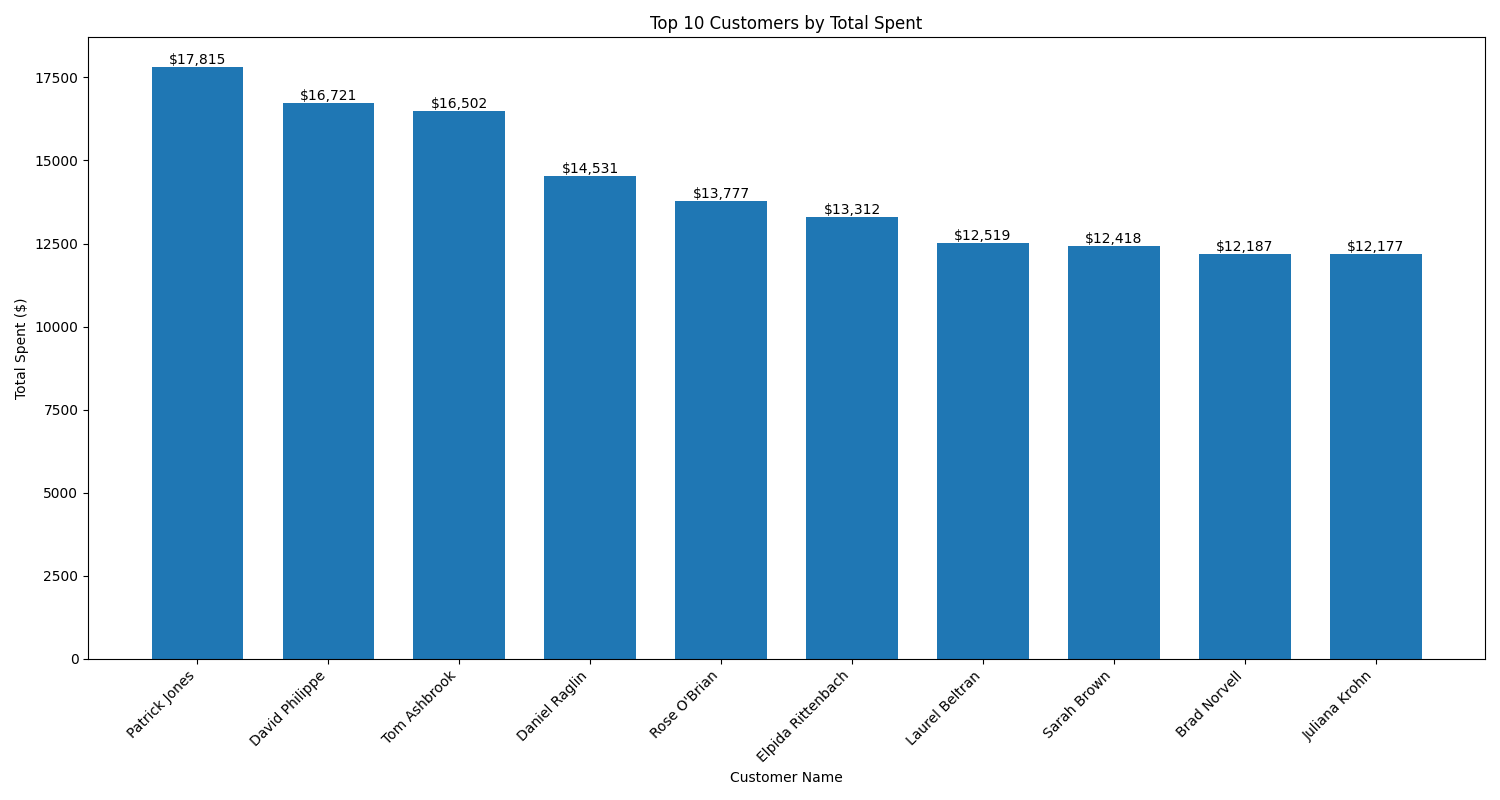 Top 10 Customers by Total Spent
Total Spent ($)
17500
15000
12500
10000
7500
5000
2500
0
$17,815
$16,721
$16,502
$14,531
$13,777
$13,312
$12,519
$12,418
$12,187
$12,177
Patrick Jones
David Philippe
Tom Ashbrook
Daniel Raglin
Rose O'Brian
Elpida Rittenbach
Laurel Beltran
Sarah Brown
Brad Norvell
Juliana Krohn
Customer Name